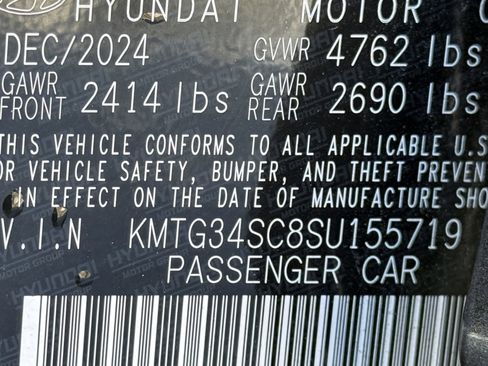 HYUNDAI MOTOR
DEC/2024 GVWR 4762 lbs
GAWR FRONT 2414 lbs GAWR REAR 2690 lbs
THIS VEHICLE CONFORMS TO ALL APPLICABLE U.S
OR VEHICLE SAFETY, BUMPER, AND THEFT PREVEN
IN EFFECT ON THE DATE OF MANUFACTURE SHO
V.I.N KMTG34SC8SU155719
PASSENGER CAR